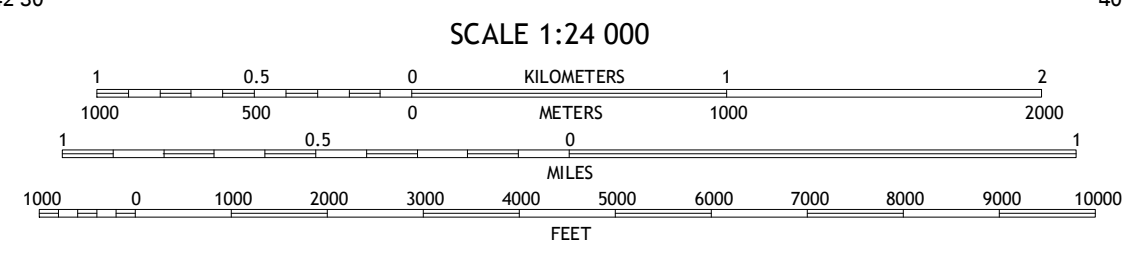 SCALE 1:24 000
1 0.5 0 KILOMETERS 1 2
1000 500 0 METERS 1000 2000
1 0.5 0 1
MILES
1000 0 1000 2000 3000 4000 5000 6000 7000 8000 9000 10000
FEET